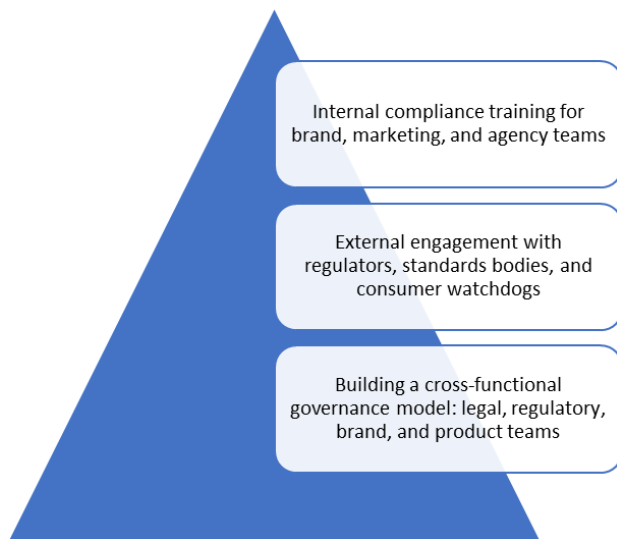 Internal compliance training for
brand, marketing, and agency teams
External engagement with
regulators, standards bodies, and
consumer watchdogs
Building a cross-functional
governance model: legal, regulatory,
brand, and product teams